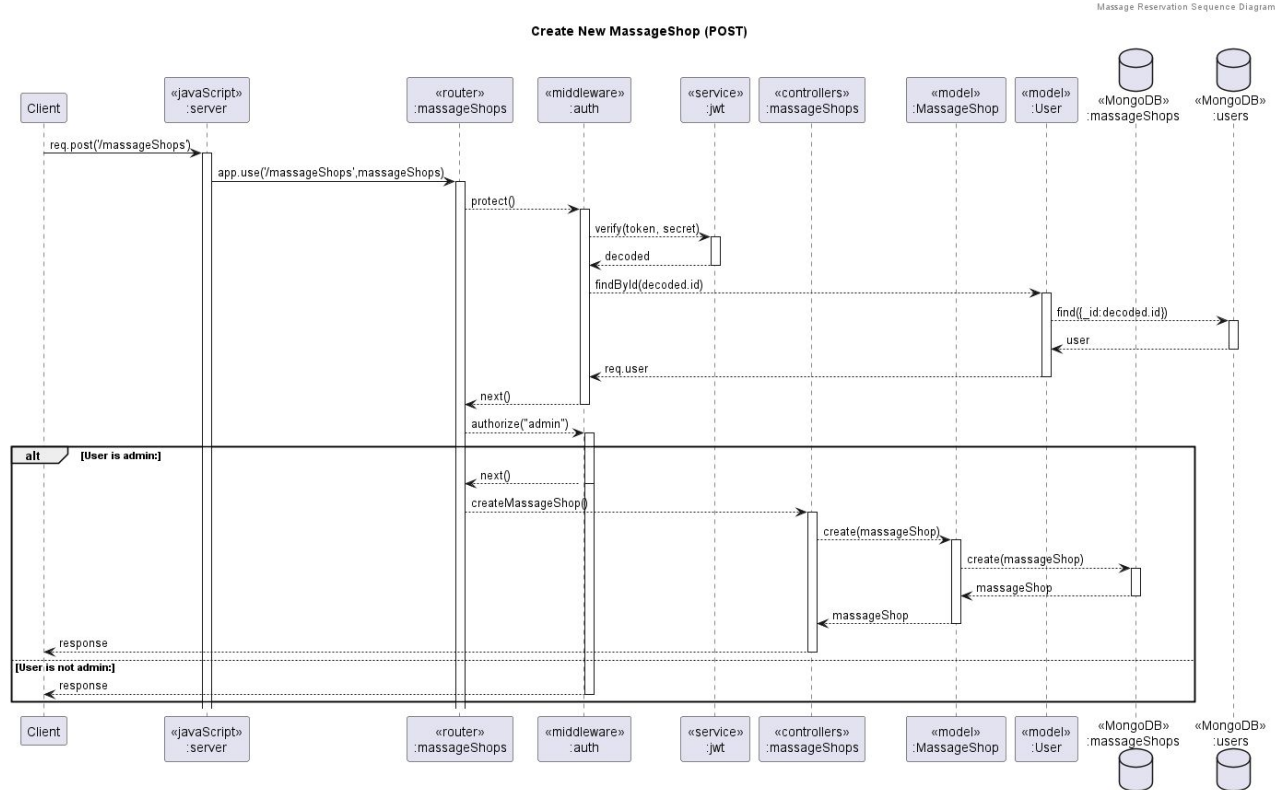 Massage Reservation Sequence Diagram
Create New MassageShop (POST)
Client
«javaScript»
:server
«router»
:massageShops
«middleware»
:auth
«service»
:jwt
«controllers»
:massageShops
«model»
:MassageShop
«model»
:User
«MongoDB»
:massageShops
«MongoDB»
:users
req.post('/massageShops')
app.use('/massageShops',massageShops)
protect()
verify(token, secret)
decoded
findById(decoded.id)
find({_id:decoded.id})
user
req.user
next()
authorize("admin")
alt [User is admin:]
next()
createMassageShop()
create(massageShop)
create(massageShop)
massageShop
massageShop
response
[User is not admin:]
response
Client
«javaScript»
:server
«router»
:massageShops
«middleware»
:auth
«service»
:jwt
«controllers»
:massageShops
«model»
:MassageShop
«model»
:User
«MongoDB»
:massageShops
«MongoDB»
:users